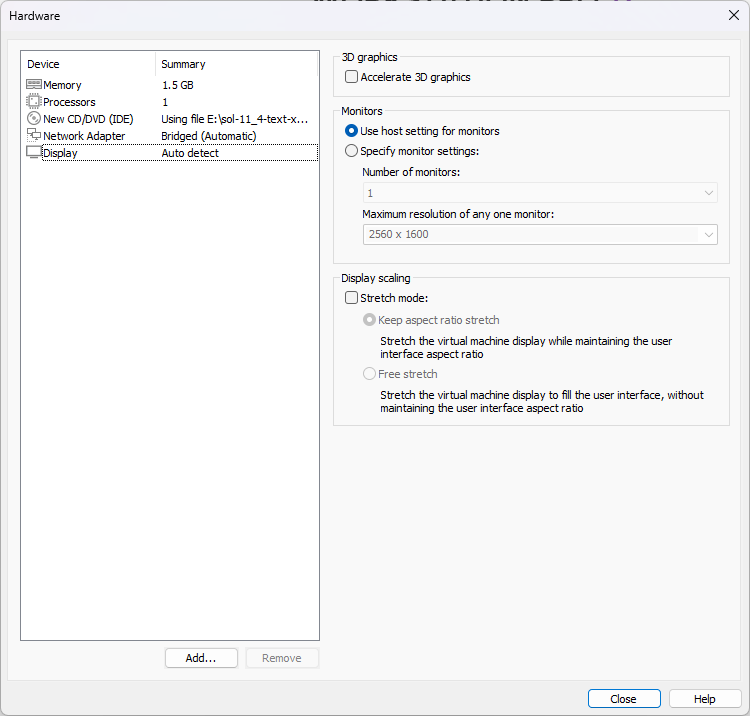 Hardware
Device Summary
Memory 1.5 GB
Processors 1
New CD/DVD (IDE) Using file E:\sol-11_4-text-x...
Network Adapter Bridged (Automatic)
Display Auto detect
Add...
Remove
3D graphics
Accelerate 3D graphics
Monitors
Use host setting for monitors
Specify monitor settings:
Number of monitors:
1
Maximum resolution of any one monitor:
2560 x 1600
Display scaling
Stretch mode:
Keep aspect ratio stretch
Stretch the virtual machine display while maintaining the user
interface aspect ratio
Free stretch
Stretch the virtual machine display to fill the user interface, without
maintaining the user interface aspect ratio
Close
Help